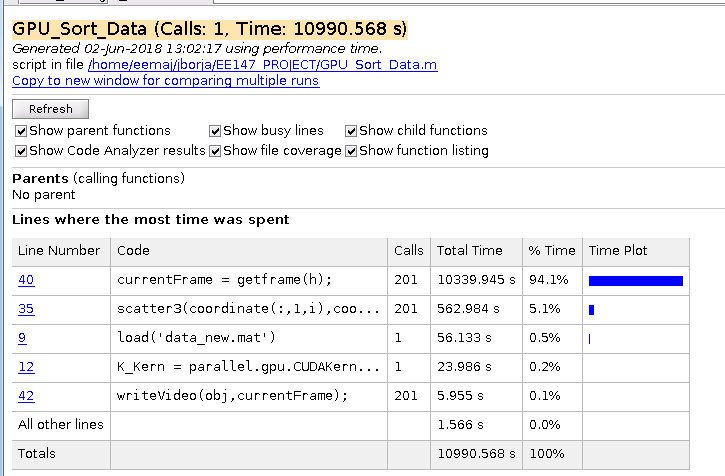 GPU_Sort_Data (Calls: 1, Time: 10990.568 s)
Generated 02-Jun-2018 13:02:17 using performance time.
script in file /home/eemaj/jborja/EE147_PROJECT/GPU_Sort_Data.m
Copy to new window for comparing multiple runs
Refresh
Show parent functions Show busy lines Show child functions
Show Code Analyzer results Show file coverage Show function listing
Parents (calling functions)
No parent
Lines where the most time was spent
Line Number Code Calls Total Time % Time Time Plot
40 currentFrame = getframe(h); 201 10339.945 s 94.1%
35 scatter3(coordinate(:,1,i),coo... 201 562.984 s 5.1%
9 load('data_new.mat') 1 56.133 s 0.5%
12 K_Kern = parallel.gpu.CUDAKern... 1 23.986 s 0.2%
42 writeVideo(obj,currentFrame); 201 5.955 s 0.1%
All other lines 1.566 s 0.0%
Totals 10990.568 s 100%